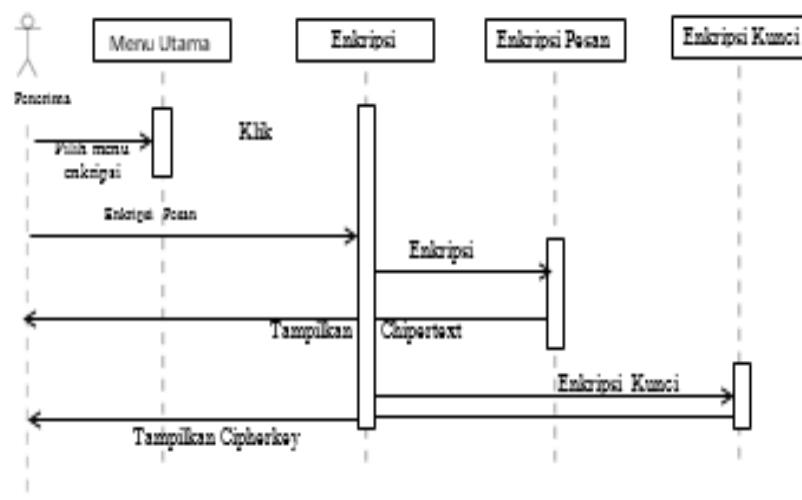 Menu Utama
Enkripsi
Enkripsi Pesan
Enkripsi Kunci
Penerima
Klik
Pilih menu
enkripsi
Enkripsi Pesan
Enkripsi
Tampilkan Chipertext
Enkripsi Kunci
Tampilkan Cipherkey